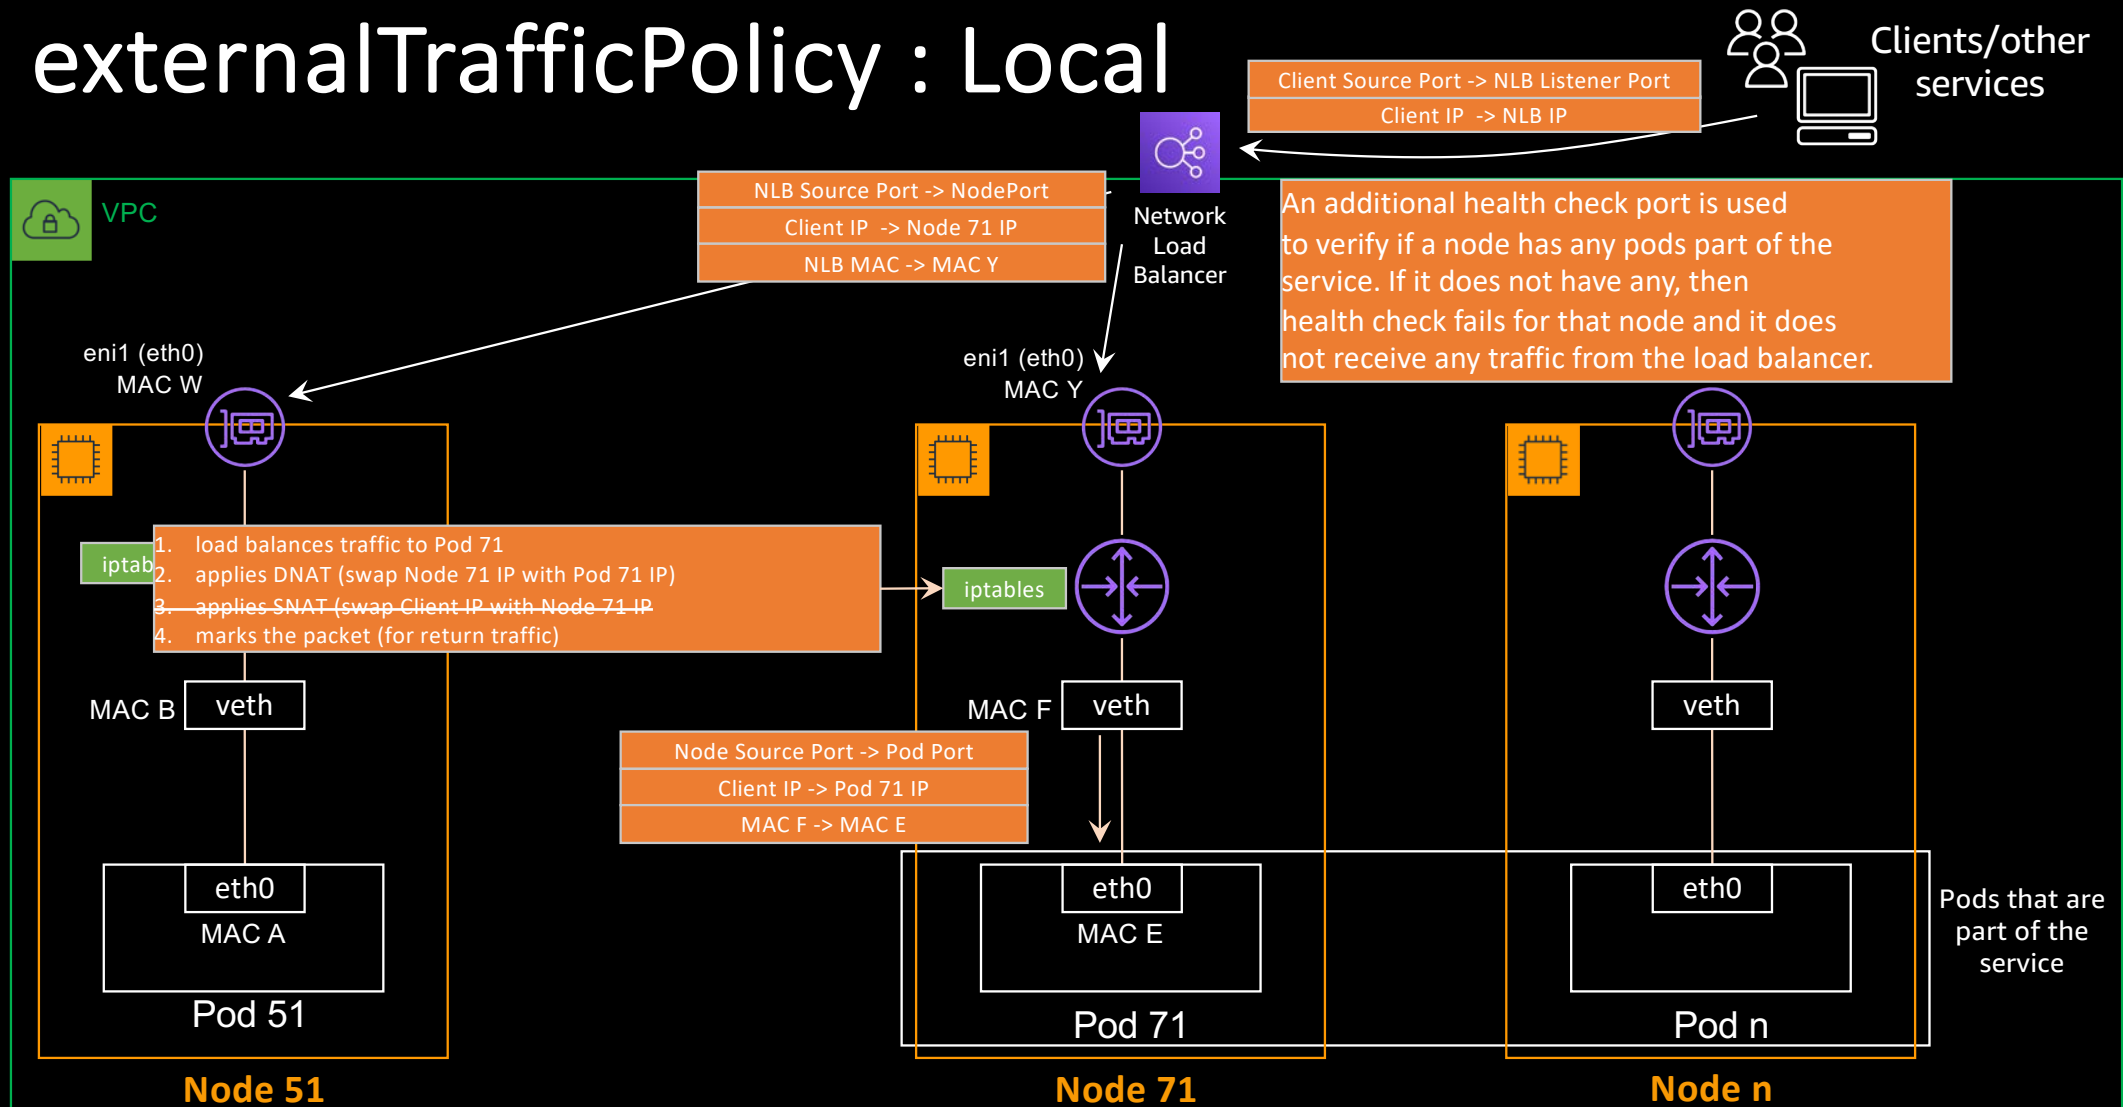 externalTrafficPolicy : Local
Clients/other
services
Client Source Port -> NLB Listener Port
Client IP -> NLB IP
VPC
NLB Source Port -> NodePort
Client IP -> Node 71 IP
NLB MAC -> MAC Y
Network
Load
Balancer
An additional health check port is used
to verify if a node has any pods part of the
service. If it does not have any, then
health check fails for that node and it does
not receive any traffic from the load balancer.
eni1 (eth0)
MAC W
eni1 (eth0)
MAC Y
iptab
1. load balances traffic to Pod 71
2. applies DNAT (swap Node 71 IP with Pod 71 IP)
3. applies SNAT (swap Client IP with Node 71 IP
4. marks the packet (for return traffic)
iptables
MAC B
veth
MAC F
veth
veth
Node Source Port -> Pod Port
Client IP -> Pod 71 IP
MAC F -> MAC E
eth0
MAC A
eth0
MAC E
eth0
Pods that are
part of the
service
Pod 51
Pod 71
Pod n
Node 51
Node 71
Node n